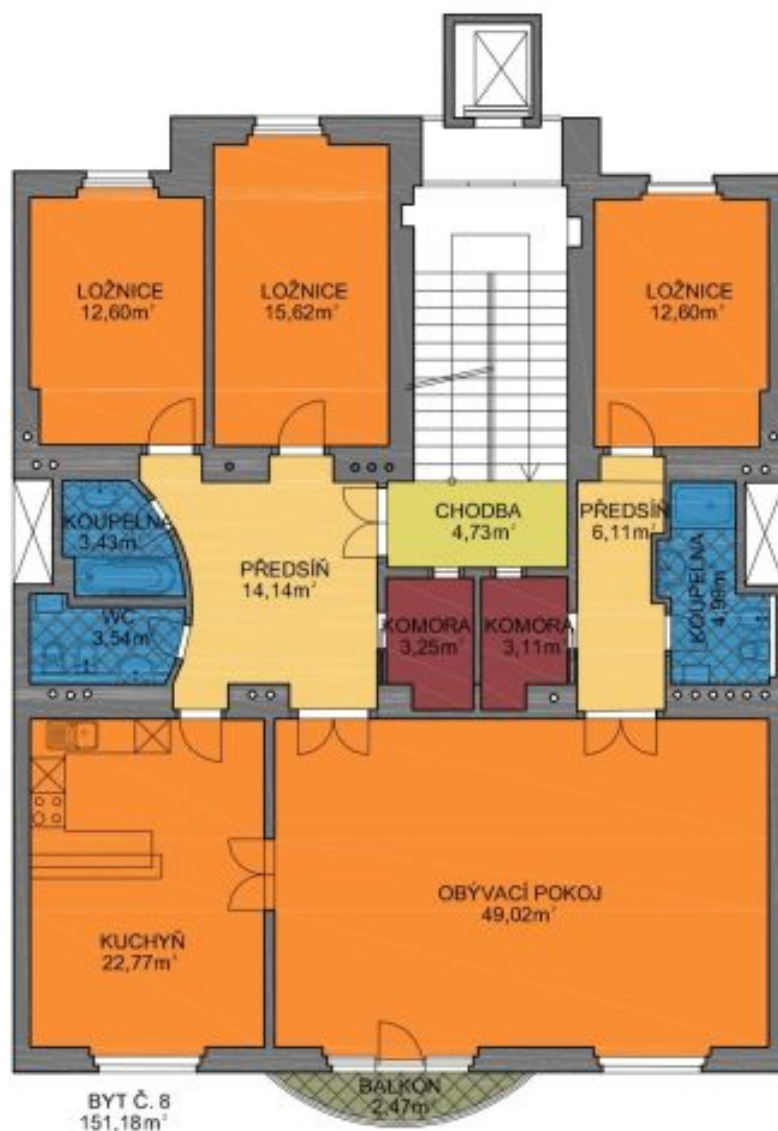 LOŽNICE
12,60m²
LOŽNICE
15,62m²
LOŽNICE
12,60m²
KOUPELNA
3,43m²
PŘEDSÍŇ
14,14m²
CHODBA
4,73m²
PŘEDSÍŇ
6,11m²
KOUPELNA
4,98m²
WC
3,54m²
KOMORA
3,25m²
KOMORA
3,11m²
KUCHYŇ
22,77m²
OBÝVACÍ POKOJ
49,02m²
BALKON
2,47m²
BYT Č. 8
151,18m²